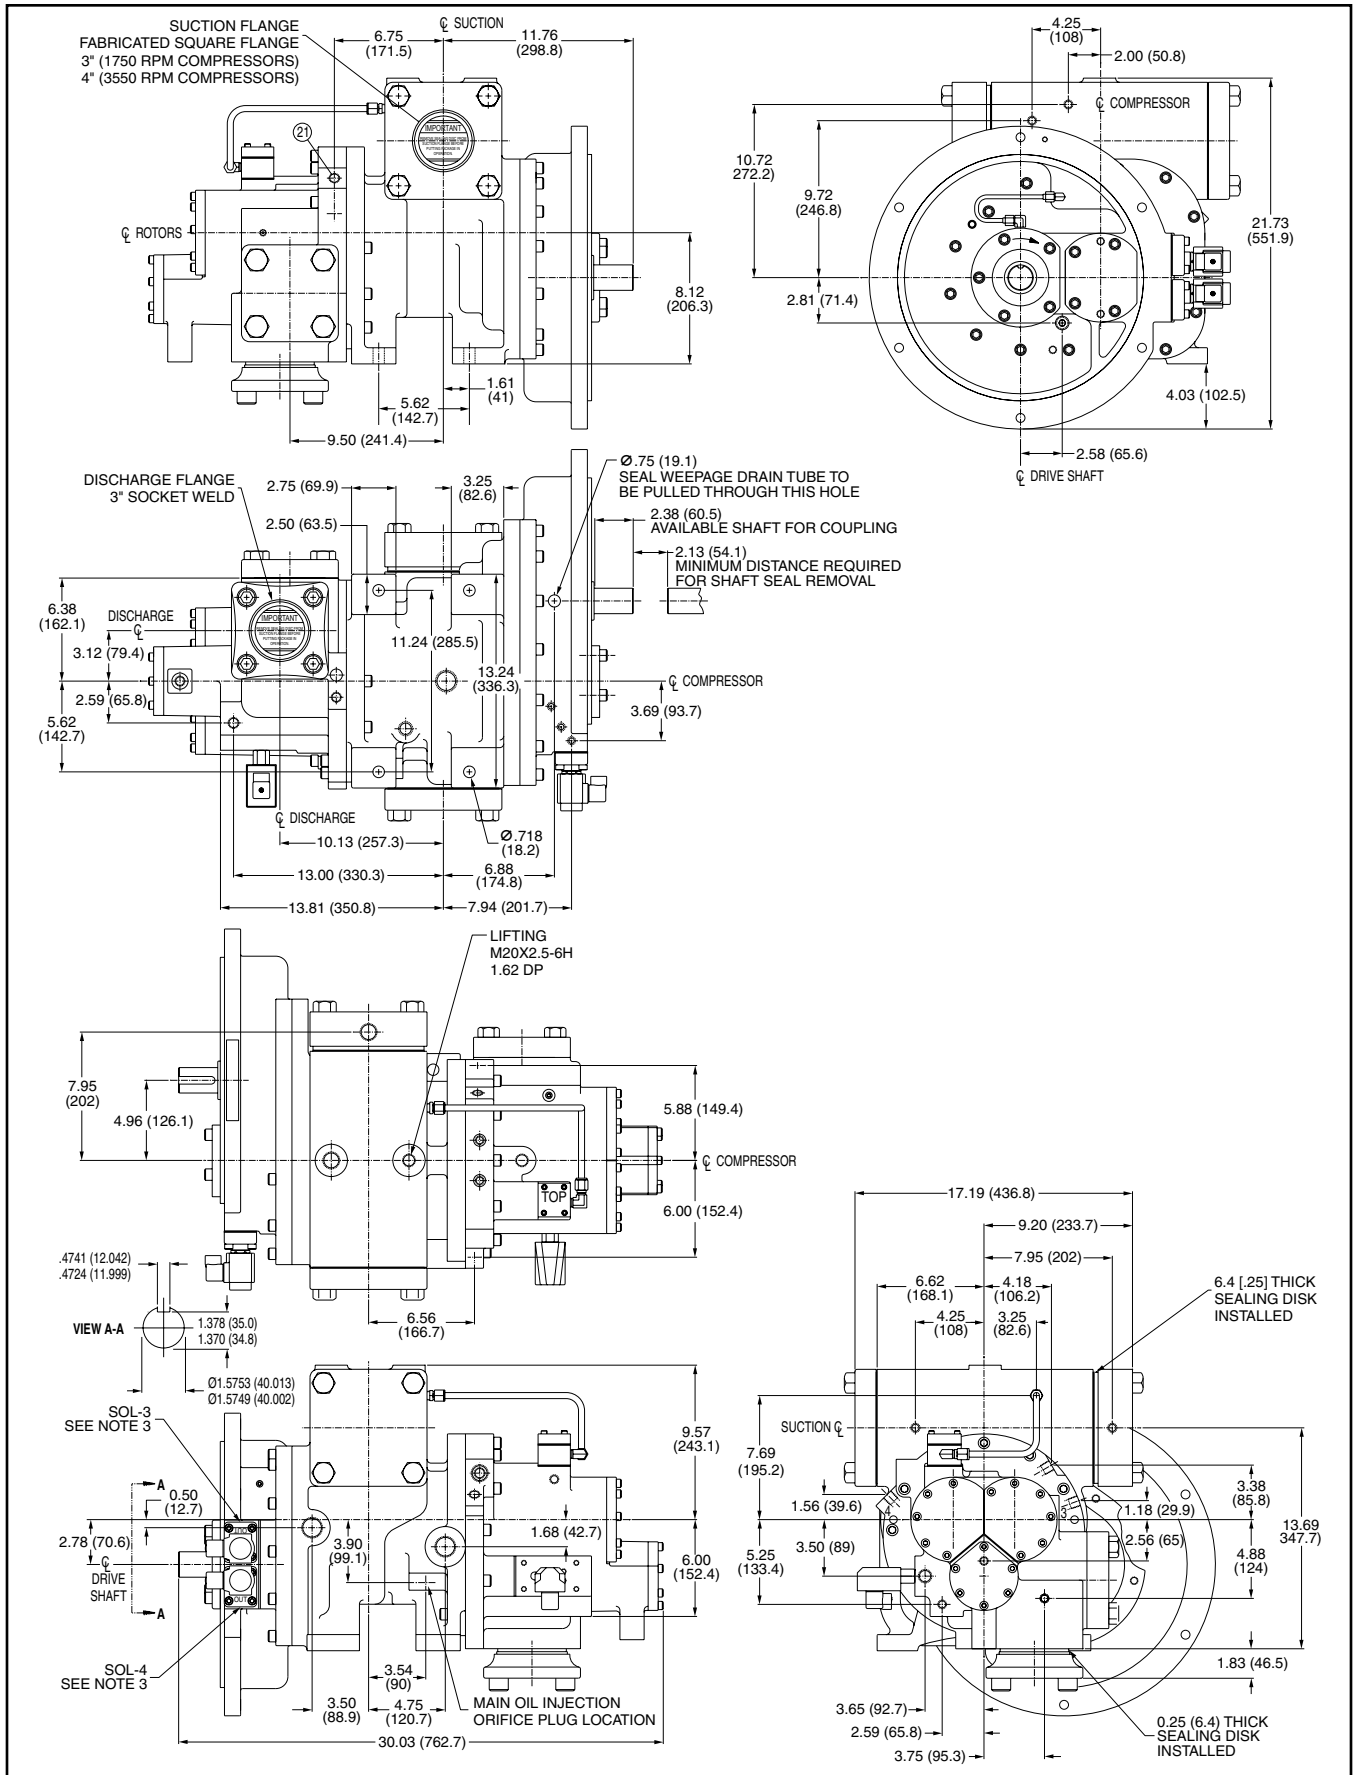 SUCTION FLANGE
FABRICATED SQUARE FLANGE
3" (1750 RPM COMPRESSORS)
4" (3550 RPM COMPRESSORS)
6.75
(171.5)
℄ SUCTION
11.76
(298.8)
21
IMPORTANT
℄ ROTORS
8.12
(206.3)
1.61
(41)
5.62
(142.7)
9.50 (241.4)
4.25
(108)
2.00 (50.8)
℄ COMPRESSOR
10.72
272.2)
9.72
(246.8)
2.81 (71.4)
21.73
(551.9)
4.03 (102.5)
2.58 (65.6)
℄ DRIVE SHAFT
DISCHARGE FLANGE
3" SOCKET WELD
2.75 (69.9)
3.25
(82.6)
2.50 (63.5)
Ø.75 (19.1)
SEAL WEEPAGE DRAIN TUBE TO
BE PULLED THROUGH THIS HOLE
2.38 (60.5)
AVAILABLE SHAFT FOR COUPLING
2.13 (54.1)
MINIMUM DISTANCE REQUIRED
FOR SHAFT SEAL REMOVAL
6.38
(162.1)
DISCHARGE
℄
3.12 (79.4)
IMPORTANT
11.24 (285.5)
13.24
(336.3)
℄ COMPRESSOR
2.59 (65.8)
5.62
(142.7)
3.69 (93.7)
℄ DISCHARGE
10.13 (257.3)
Ø.718
(18.2)
13.00 (330.3)
6.88
(174.8)
13.81 (350.8)
7.94 (201.7)
LIFTING
M20X2.5-6H
1.62 DP
7.95
(202)
4.96 (126.1)
5.88 (149.4)
℄ COMPRESSOR
TOP
6.00 (152.4)
.4741 (12.042)
.4724 (11.999)
VIEW A-A
1.378 (35.0)
1.370 (34.8)
6.56
(166.7)
Ø1.5753 (40.013)
Ø1.5749 (40.002)
17.19 (436.8)
9.20 (233.7)
7.95 (202)
6.62
(168.1)
4.18
(106.2)
4.25
(108)
3.25
(82.6)
6.4 [.25] THICK
SEALING DISK
INSTALLED
SOL-3
SEE NOTE 3
A
0.50
(12.7)
2.78 (70.6)
℄
DRIVE
SHAFT
A
OUT
OUT
SOL-4
SEE NOTE 3
3.90
(99.1)
1.68 (42.7)
9.57
(243.1)
6.00
(152.4)
3.54
(90)
3.50
(88.9)
4.75
(120.7)
MAIN OIL INJECTION
ORIFICE PLUG LOCATION
30.03 (762.7)
SUCTION ℄
7.69
(195.2)
1.56 (39.6)
4
3
3.38
(85.8)
1.18 (29.9)
13.69
347.7)
3.50 (89)
2.56 (65)
5.25
(133.4)
4.88
(124)
1.83 (46.5)
3.65 (92.7)
2.59 (65.8)
3.75 (95.3)
0.25 (6.4) THICK
SEALING DISK
INSTALLED